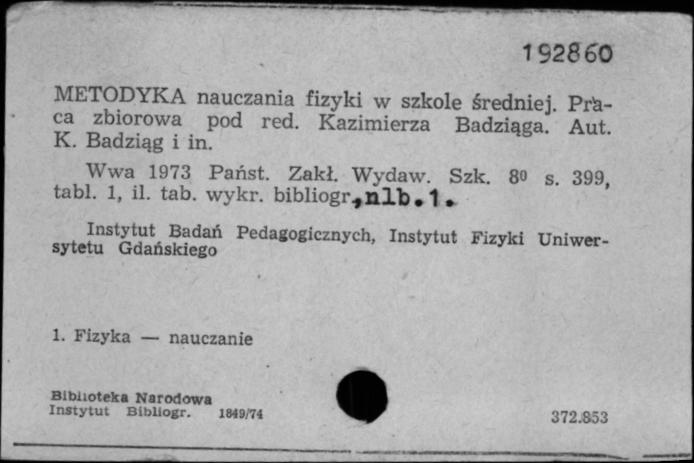 192860
METODYKA nauczania fizyki w szkole średniej. Pra-
ca zbiorowa pod red. Kazimierza Badziąga. Aut.
K. Badziąg i in.
Wwa 1973 Państ. Zakł. Wydaw. Szk. 8⁰ s. 399,
tabl. 1, il. tab. wykr. bibliogr., nlb. 1.
Instytut Badań Pedagogicznych, Instytut Fizyki Uniwer-
sytetu Gdańskiego
1. Fizyka — nauczanie
Biblioteka Narodowa
Instytut Bibliogr. 1849/74
372.853